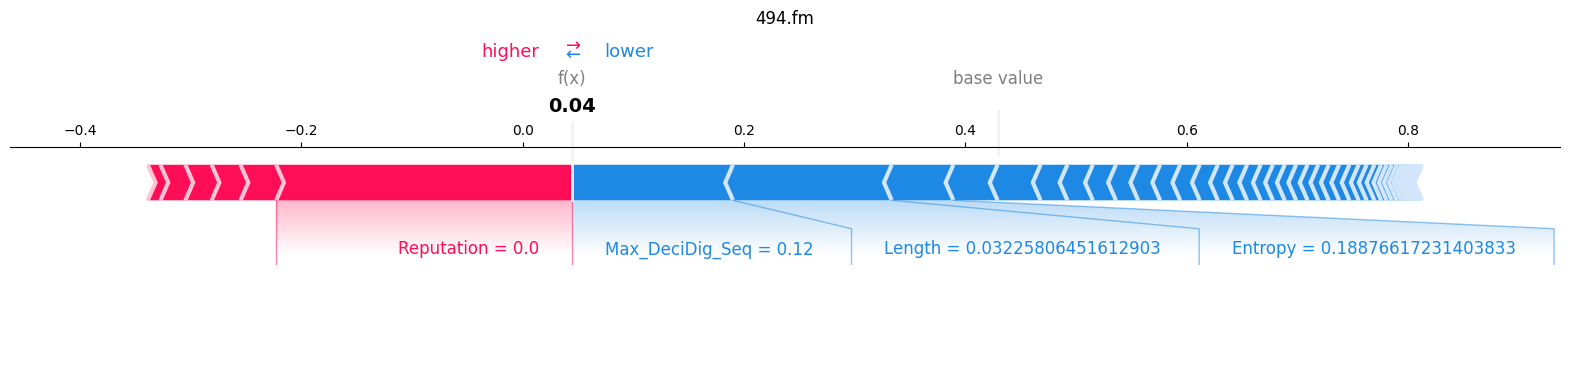 494.fm
higher ⇄ lower
f(x)
base value
0.04
−0.4
−0.2
0.0
0.2
0.4
0.6
0.8
Reputation = 0.0
Max_DeciDig_Seq = 0.12
Length = 0.03225806451612903
Entropy = 0.18876617231403833